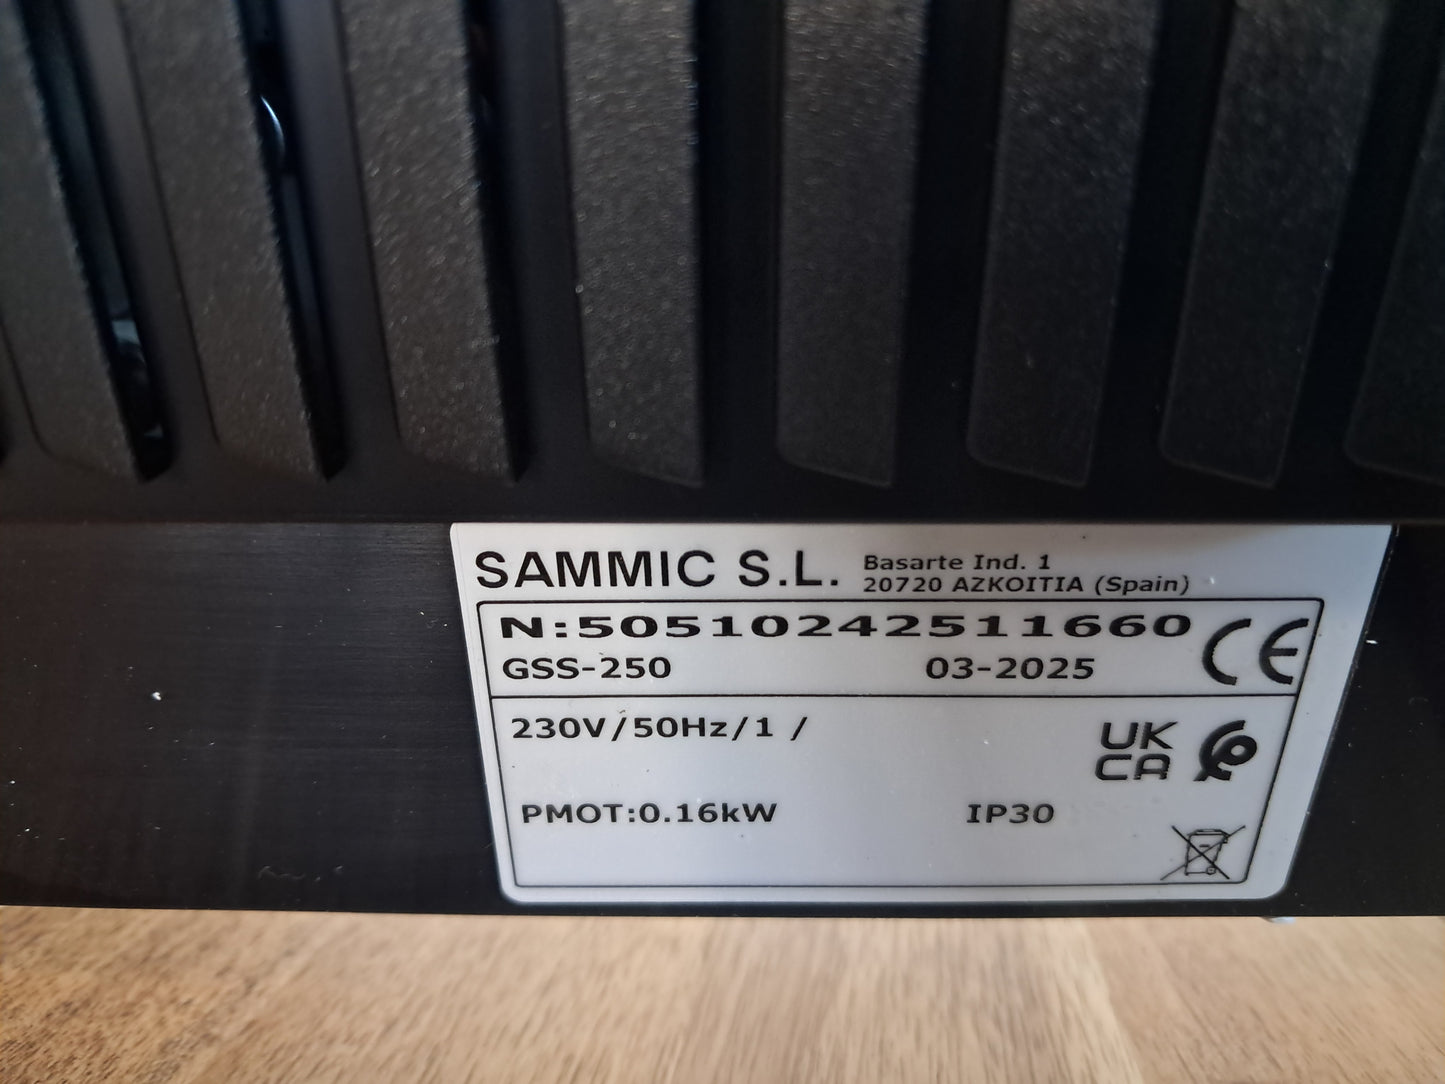 SAMMIC S.L.
Basarte Ind. 1
20720 AZKOITIA (Spain)
N:50510242511660
GSS-250 03-2025
CE
230V/50Hz/1 /
UK
CA
PMOT:0.16kW IP30